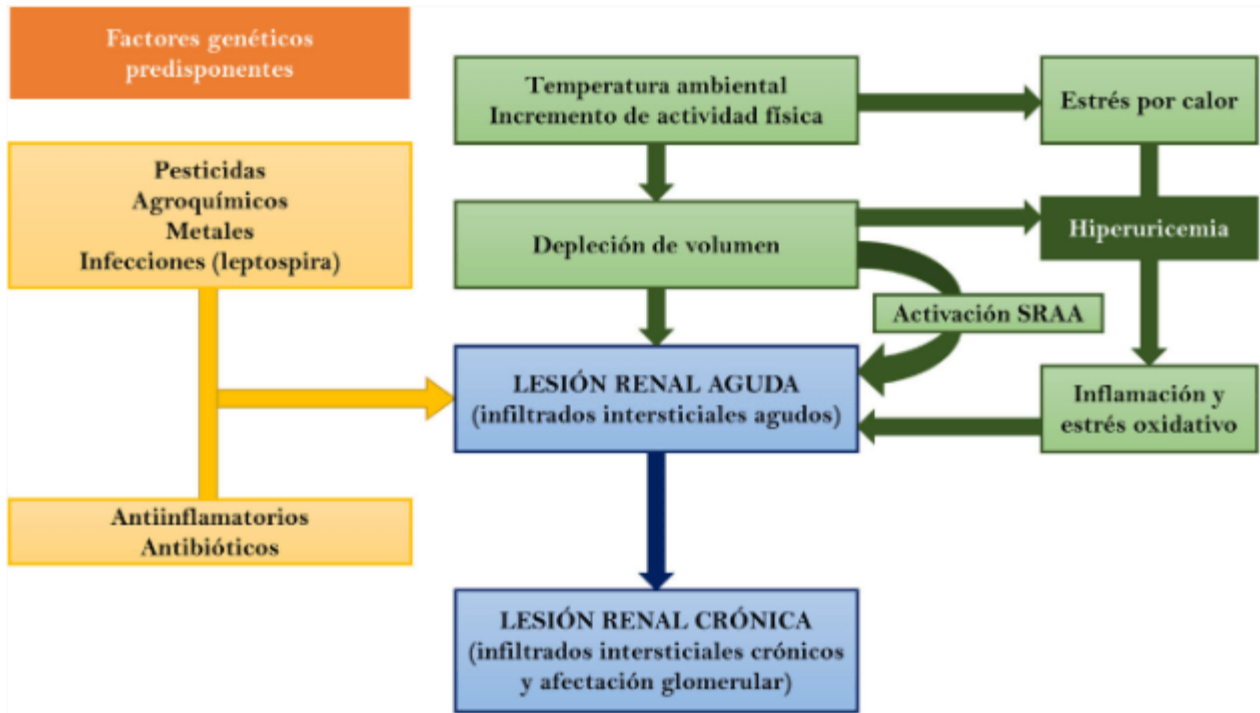 Factores genéticos
predisponentes
Temperatura ambiental
Incremento de actividad física
Estrés por calor
Pesticidas
Agroquímicos
Metales
Infecciones (leptospira)
Depleción de volumen
Hiperuricemia
Activación SRAA
LESIÓN RENAL AGUDA
(infiltrados intersticiales agudos)
Inflamación y
estrés oxidativo
Antiinflamatorios
Antibióticos
LESIÓN RENAL CRÓNICA
(infiltrados intersticiales crónicos
y afectación glomerular)